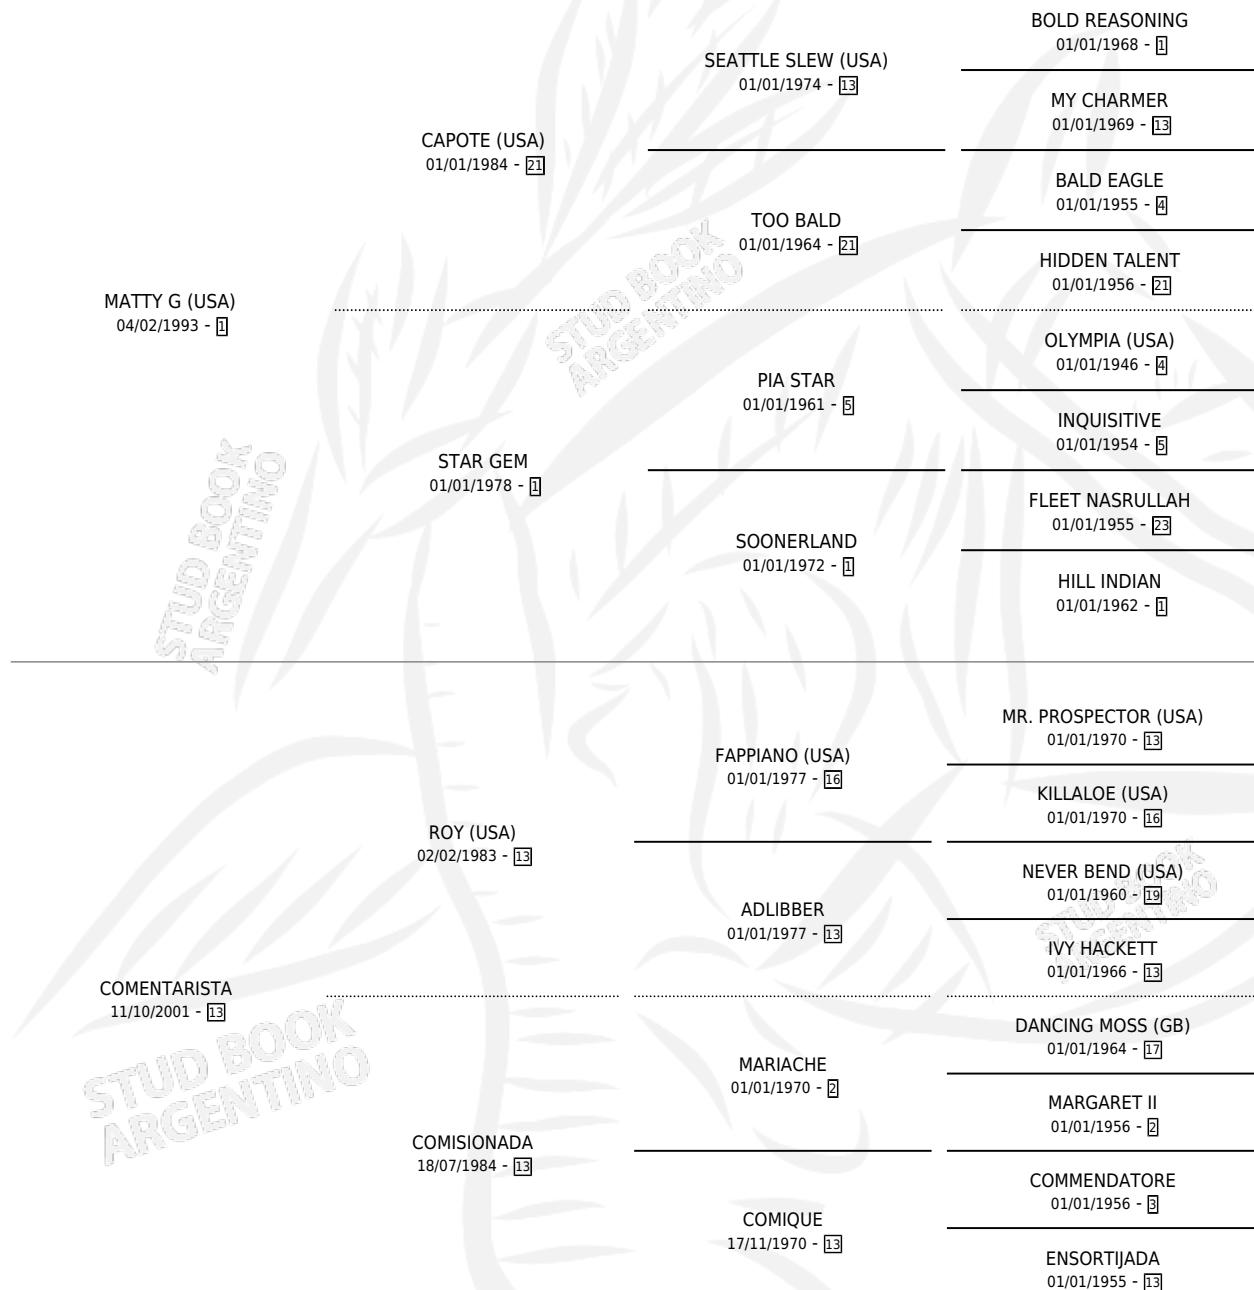 BOLD REASONING
01/01/1968 - 1
SEATTLE SLEW (USA)
01/01/1974 - 13
MY CHARMER
01/01/1969 - 13
CAPOTE (USA)
01/01/1984 - 21
BALD EAGLE
01/01/1955 - 4
TOO BALD
01/01/1964 - 21
HIDDEN TALENT
01/01/1956 - 21
MATTY G (USA)
04/02/1993 - 1
OLYMPIA (USA)
01/01/1946 - 4
PIA STAR
01/01/1961 - 5
INQUISITIVE
01/01/1954 - 5
STAR GEM
01/01/1978 - 1
FLEET NASRULLAH
01/01/1955 - 23
SOONERLAND
01/01/1972 - 1
HILL INDIAN
01/01/1962 - 1
MR. PROSPECTOR (USA)
01/01/1970 - 13
FAPPIANO (USA)
01/01/1977 - 16
KILLALOE (USA)
01/01/1970 - 16
ROY (USA)
02/02/1983 - 13
NEVER BEND (USA)
01/01/1960 - 19
ADLIBBER
01/01/1977 - 13
IVY HACKETT
01/01/1966 - 13
COMENTARISTA
11/10/2001 - 13
DANCING MOSS (GB)
01/01/1964 - 17
MARIACHE
01/01/1970 - 2
MARGARET II
01/01/1956 - 2
COMISIONADA
18/07/1984 - 13
COMMENDATORE
01/01/1956 - 3
COMIQUE
17/11/1970 - 13
ENSORTIJADA
01/01/1955 - 13
STUD BOOK
ARGENTINO
STUD BOOK
ARGENTINO
STUD BOOK
ARGENTINO
STUD BOOK
ARGENTINO